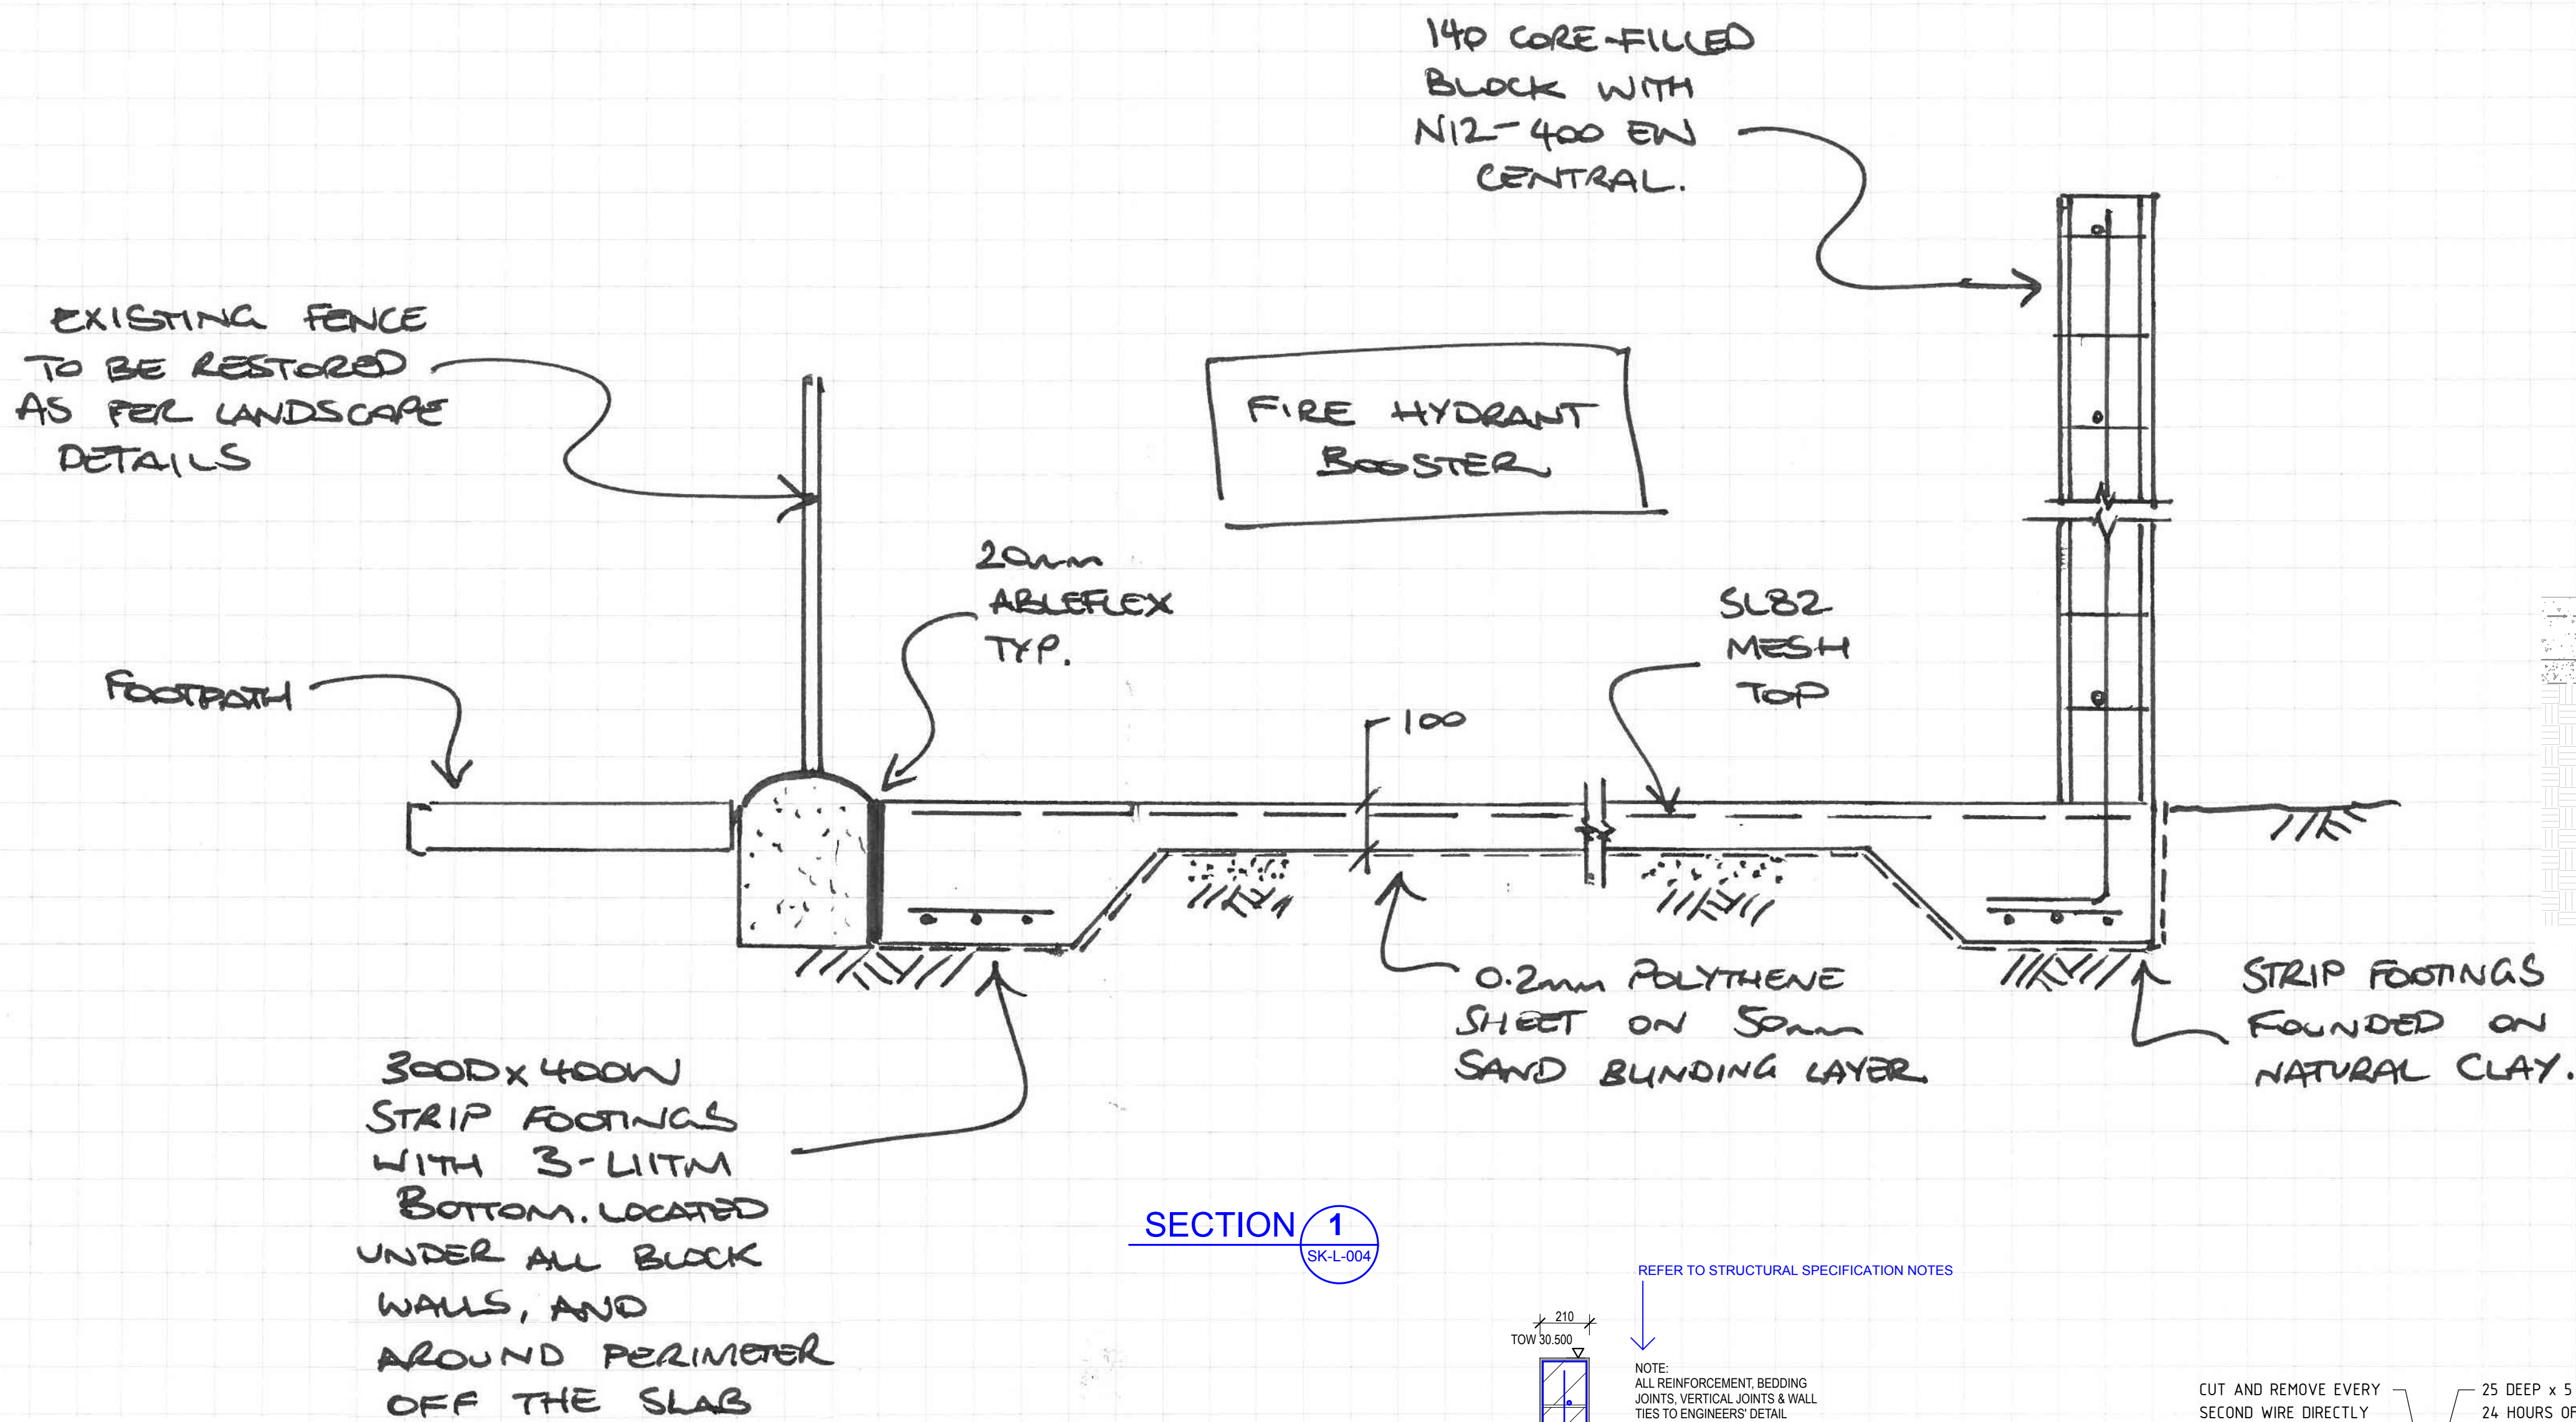 140 CORE-FILLED
BLOCK WITH
N12-400 EW
CENTRAL.
EXISTING FENCE
TO BE RESTORED
AS PER LANDSCAPE
DETAILS
FIRE HYDRANT
BOOSTER
20mm
ABLEFLEX
TYP.
SL82
MESH
TOP
FOOTPATH
100
0.2mm POLYTHENE
SHEET ON 50mm
SAND BLINDING LAYER.
STRIP FOOTINGS
FOUNDED ON
NATURAL CLAY.
300D x 400W
STRIP FOOTINGS
WITH 3-L11TM
BOTTOM. LOCATED
UNDER ALL BLOCK
WALLS, AND
AROUND PERIMETER
OFF THE SLAB
SECTION 1
SK-L-004
REFER TO STRUCTURAL SPECIFICATION NOTES
210
TOW 30.500
NOTE:
ALL REINFORCEMENT, BEDDING
JOINTS, VERTICAL JOINTS & WALL
TIES TO ENGINEERS' DETAIL
CUT AND REMOVE EVERY
SECOND WIRE DIRECTLY
25 DEEP x 5
24 HOURS OF